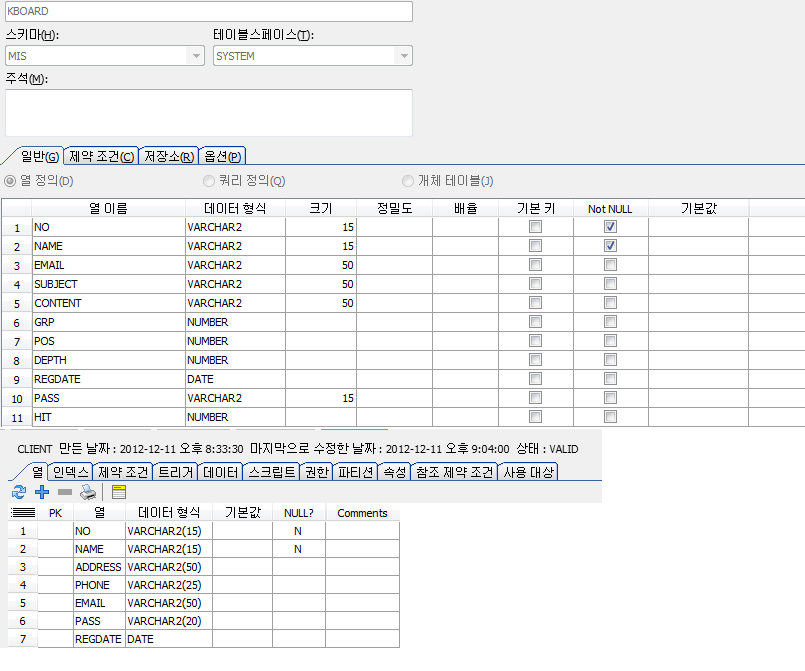 KBOARD
스키마(H): 테이블스페이스(T):
MIS SYSTEM
주석(M):
일반(G) 제약 조건(C) 저장소(R) 옵션(P)
열 정의(D) 쿼리 정의(Q) 개체 테이블(J)
열 이름 데이터 형식 크기 정밀도 배율 기본 키 Not NULL 기본값
1 NO VARCHAR2 15
2 NAME VARCHAR2 15
3 EMAIL VARCHAR2 50
4 SUBJECT VARCHAR2 50
5 CONTENT VARCHAR2 50
6 GRP NUMBER
7 POS NUMBER
8 DEPTH NUMBER
9 REGDATE DATE
10 PASS VARCHAR2 15
11 HIT NUMBER
CLIENT 만든 날짜 : 2012-12-11 오후 8:33:30 마지막으로 수정한 날짜 : 2012-12-11 오후 9:04:00 상태 : VALID
열 인덱스 제약 조건 트리거 데이터 스크립트 권한 파티션 속성 참조 제약 조건 사용 대상
PK 열 데이터 형식 기본값 NULL? Comments
1 NO VARCHAR2(15) N
2 NAME VARCHAR2(15) N
3 ADDRESS VARCHAR2(50)
4 PHONE VARCHAR2(25)
5 EMAIL VARCHAR2(50)
6 PASS VARCHAR2(20)
7 REGDATE DATE